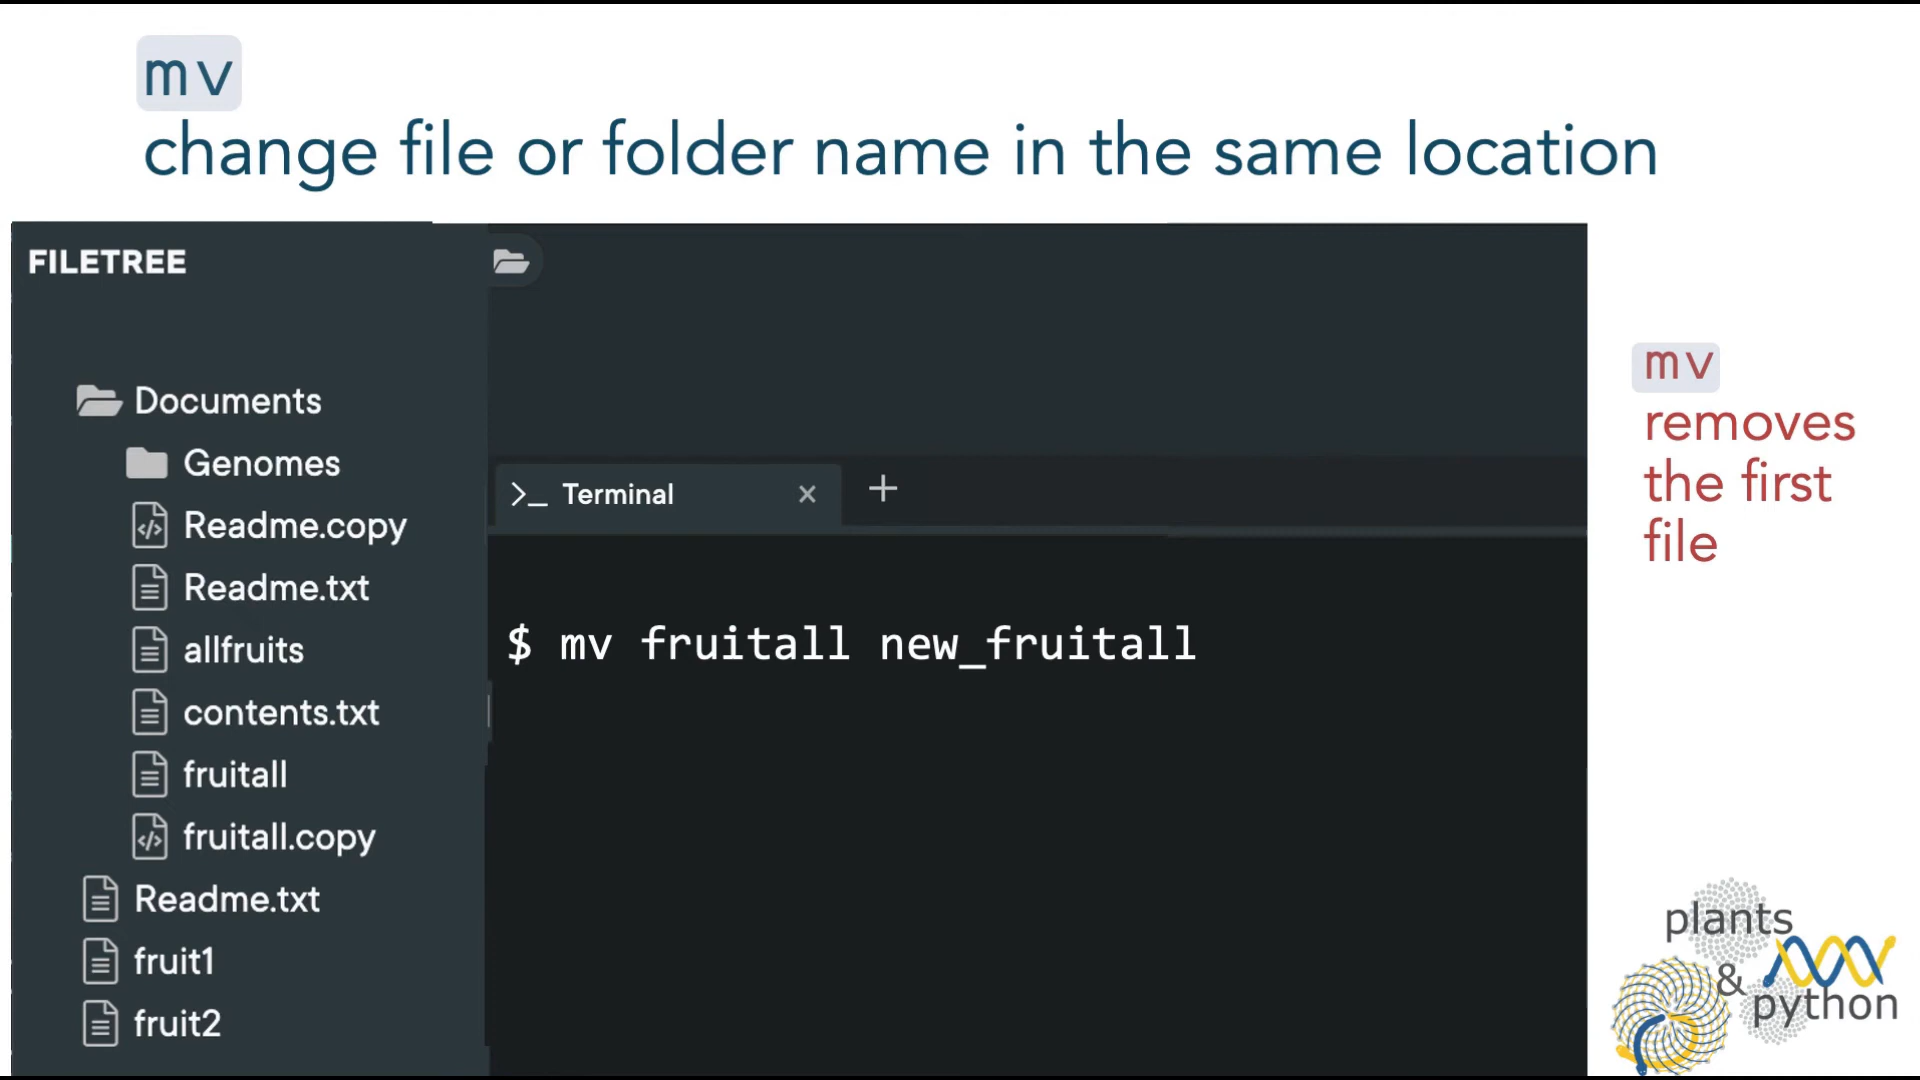 mv
change file or folder name in the same location
FILETREE
Documents
Genomes
Readme.copy
Readme.txt
allfruits
contents.txt
fruitall
fruitall.copy
Readme.txt
fruit1
fruit2
>_ Terminal × +
$ mv fruitall new_fruitall
mv
removes
the first
file
plants
&
python